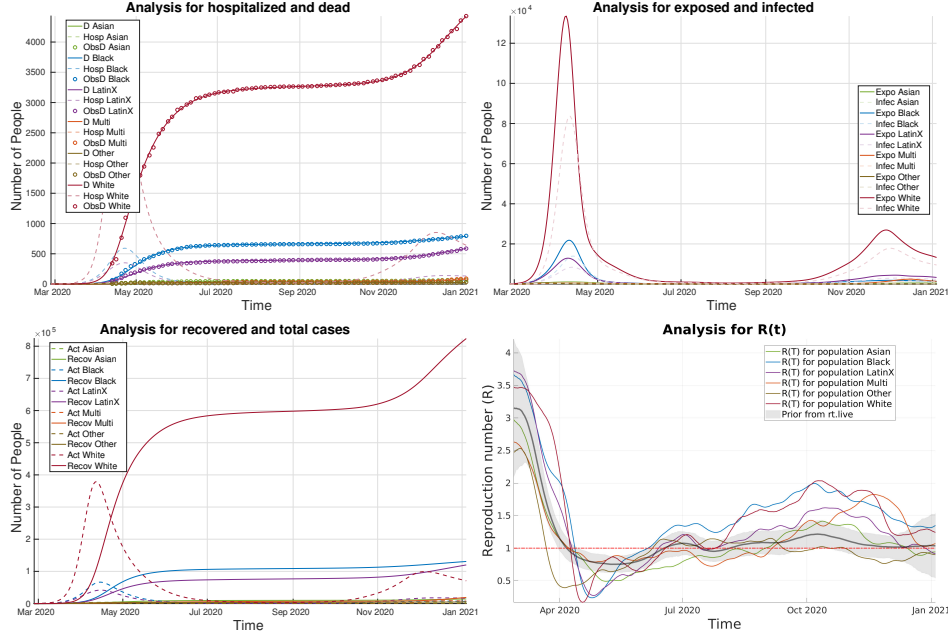 Analysis for hospitalized and dead
D Asian
Hosp Asian
ObsD Asian
D Black
Hosp Black
ObsD Black
D LatinX
Hosp LatinX
ObsD LatinX
D Multi
Hosp Multi
ObsD Multi
D Other
Hosp Other
ObsD Other
D White
Hosp White
ObsD White
Number of People
4000
3500
3000
2500
2000
1500
1000
500
0
Mar 2020 May 2020 Jul 2020 Sep 2020 Nov 2020 Jan 2021
Time
Analysis for exposed and infected
×10⁴
Expo Asian
Infec Asian
Expo Black
Infec Black
Expo LatinX
Infec LatinX
Expo Multi
Infec Multi
Expo Other
Infec Other
Expo White
Infec White
Number of People
12
10
8
6
4
2
Mar 2020 May 2020 Jul 2020 Sep 2020 Nov 2020 Jan 2021
Time
Analysis for recovered and total cases
×10⁵
Act Asian
Recov Asian
Act Black
Recov Black
Act LatinX
Recov LatinX
Act Multi
Recov Multi
Act Other
Recov Other
Act White
Recov White
Number of People
8
7
6
5
4
3
2
1
0
Mar 2020 May 2020 Jul 2020 Sep 2020 Nov 2020 Jan 2021
Time
Analysis for R(t)
R(T) for population Asian
R(T) for population Black
R(T) for population LatinX
R(T) for population Multi
R(T) for population Other
R(T) for population White
Prior from rt.live
Reproduction number (R)
4
3.5
3
2.5
2
1.5
1
0.5
Apr 2020 Jul 2020 Oct 2020 Jan 2021
Time